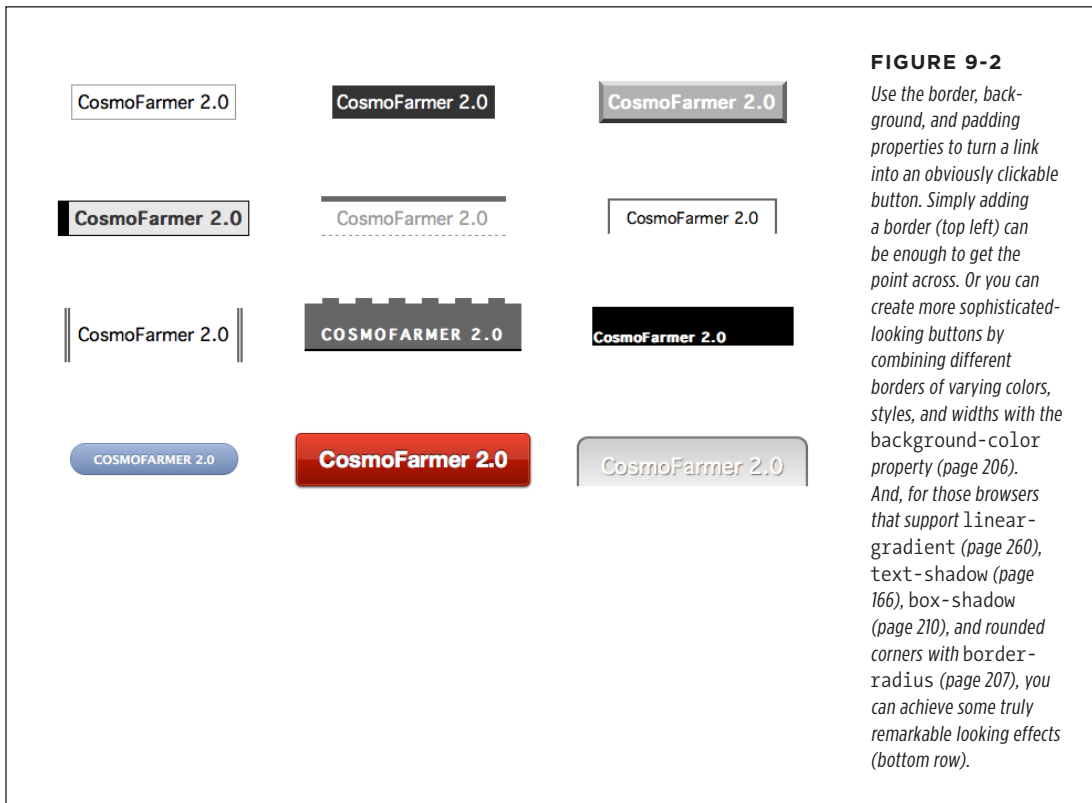 CosmoFarmer 2.0
CosmoFarmer 2.0
CosmoFarmer 2.0
CosmoFarmer 2.0
CosmoFarmer 2.0
CosmoFarmer 2.0
CosmoFarmer 2.0
COSMOFARMER 2.0
CosmoFarmer 2.0
COSMOFARMER 2.0
CosmoFarmer 2.0
CosmoFarmer 2.0
FIGURE 9-2
Use the border, back-
ground, and padding
properties to turn a link
into an obviously clickable
button. Simply adding
a border (top left) can
be enough to get the
point across. Or you can
create more sophisticated-
looking buttons by
combining different
borders of varying colors,
styles, and widths with the
background-color
property (page 206).
And, for those browsers
that support linear-
gradient (page 260),
text-shadow (page
166), box-shadow
(page 210), and rounded
corners with border-
radius (page 207), you
can achieve some truly
remarkable looking effects
(bottom row).